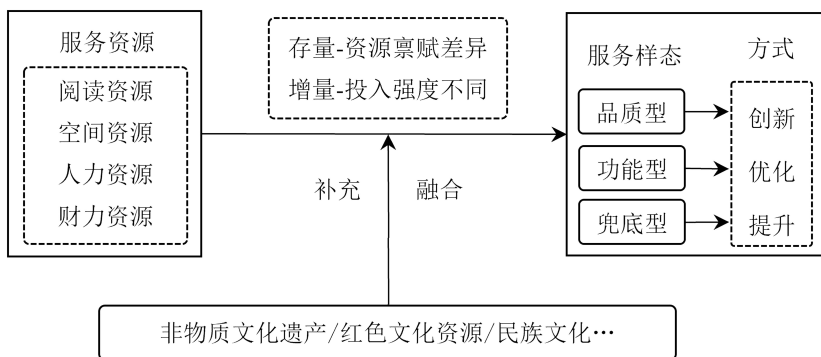 服务资源
阅读资源
空间资源
人力资源
财力资源
存量-资源禀赋差异
增量-投入强度不同
补充 融合
服务样态 方式
品质型 创新
功能型 优化
兜底型 提升
非物质文化遗产/红色文化资源/民族文化…